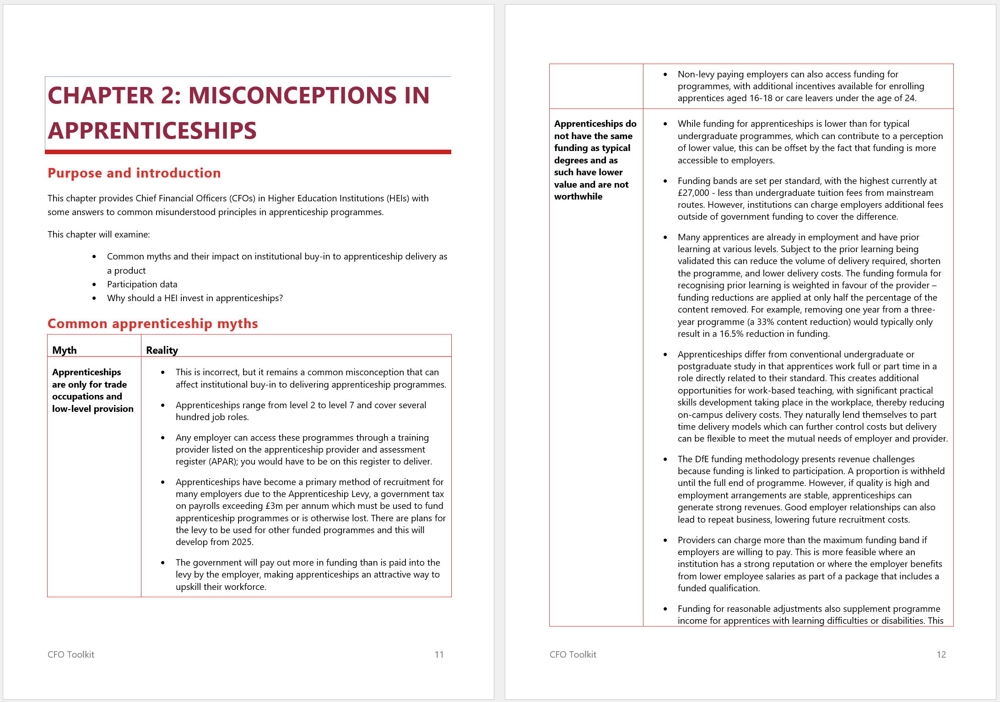 CHAPTER 2: MISCONCEPTIONS IN
APPRENTICESHIPS
Purpose and introduction
This chapter provides Chief Financial Officers (CFOs) in Higher Education Institutions (HEIs) with
some answers to common misunderstood principles in apprenticeship programmes.
This chapter will examine:
• Common myths and their impact on institutional buy-in to apprenticeship delivery as
a product
• Participation data
• Why should a HEI invest in apprenticeships?
Common apprenticeship myths
Myth Reality
Apprenticeships
are only for trade
occupations and
low-level provision
• This is incorrect, but it remains a common misconception that can
affect institutional buy-in to delivering apprenticeship programmes.
• Apprenticeships range from level 2 to level 7 and cover several
hundred job roles.
• Any employer can access these programmes through a training
provider listed on the apprenticeship provider and assessment
register (APAR); you would have to be on this register to deliver.
• Apprenticeships have become a primary method of recruitment for
many employers due to the Apprenticeship Levy, a government tax
on payrolls exceeding £3m per annum which must be used to fund
apprenticeship programmes or is otherwise lost. There are plans for
the levy to be used for other funded programmes and this will
develop from 2025.
• The government will pay out more in funding than is paid into the
levy by the employer, making apprenticeships an attractive way to
upskill their workforce.
CFO Toolkit 11
• Non-levy paying employers can also access funding for
programmes, with additional incentives available for enrolling
apprentices aged 16-18 or care leavers under the age of 24.
Apprenticeships do
not have the same
funding as typical
degrees and as
such have lower
value and are not
worthwhile
• While funding for apprenticeships is lower than for typical
undergraduate programmes, which can contribute to a perception
of lower value, this can be offset by the fact that funding is more
accessible to employers.
• Funding bands are set per standard, with the highest currently at
£27,000 - less than undergraduate tuition fees from mainstream
routes. However, institutions can charge employers additional fees
outside of government funding to cover the difference.
• Many apprentices are already in employment and have prior
learning at various levels. Subject to the prior learning being
validated this can reduce the volume of delivery required, shorten
the programme, and lower delivery costs. The funding formula for
recognising prior learning is weighted in favour of the provider –
funding reductions are applied at only half the percentage of the
content removed. For example, removing one year from a three-
year programme (a 33% content reduction) would typically only
result in a 16.5% reduction in funding.
• Apprenticeships differ from conventional undergraduate or
postgraduate study in that apprentices work full or part time in a
role directly related to their standard. This creates additional
opportunities for work-based teaching, with significant practical
skills development taking place in the workplace, thereby reducing
on-campus delivery costs. They naturally lend themselves to part
time delivery models which can further control costs but delivery
can be flexible to meet the mutual needs of employer and provider.
• The DfE funding methodology presents revenue challenges
because funding is linked to participation. A proportion is withheld
until the full end of programme. However, if quality is high and
employment arrangements are stable, apprenticeships can
generate strong revenues. Good employer relationships can also
lead to repeat business, lowering future recruitment costs.
• Providers can charge more than the maximum funding band if
employers are willing to pay. This is more feasible where an
institution has a strong reputation or where the employer benefits
from lower employee salaries as part of a package that includes a
funded qualification.
• Funding for reasonable adjustments also supplement programme
income for apprentices with learning difficulties or disabilities. This
CFO Toolkit 12